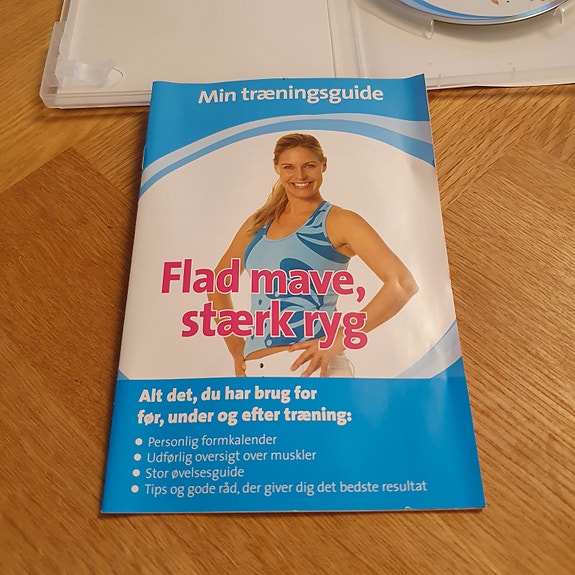 Min træningsguide
Flad mave,
stærk ryg
Alt det, du har brug for
før, under og efter træning:
● Personlig formkalender
● Udførlig oversigt over muskler
● Stor øvelsesguide
● Tips og gode råd, der giver dig det bedste resultat